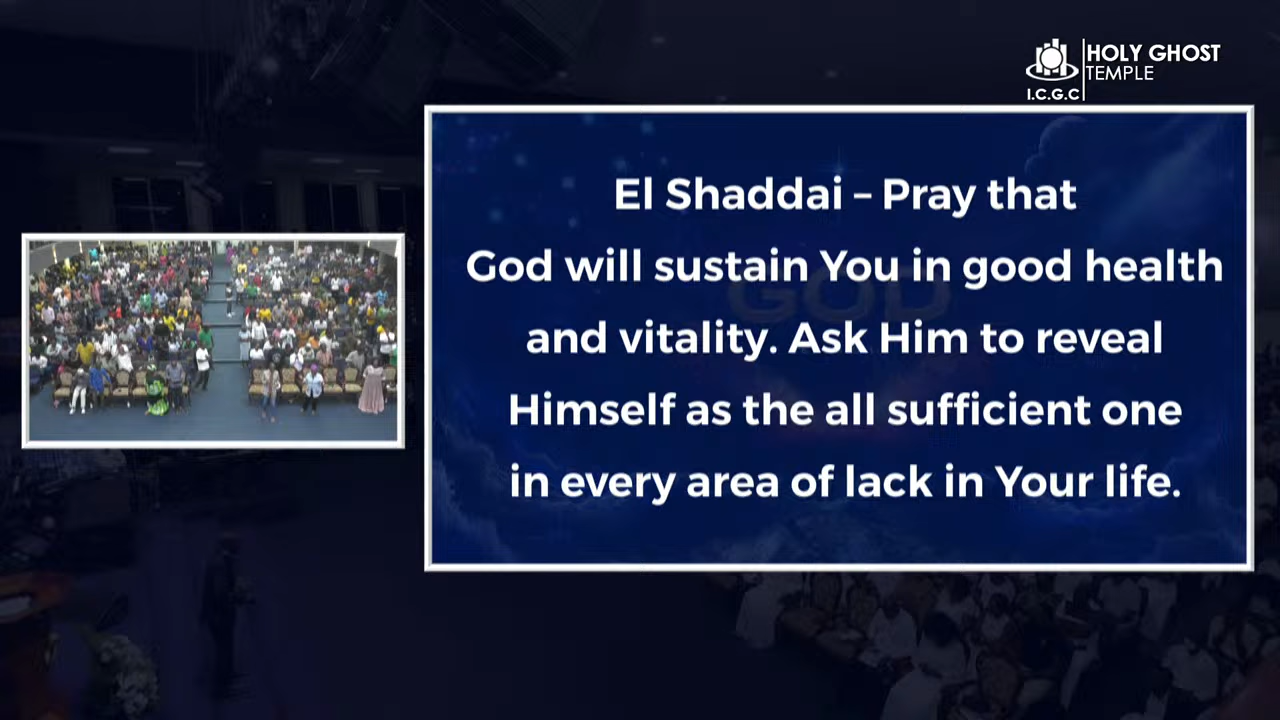 HOLY GHOST
TEMPLE
I.C.G.C
El Shaddai – Pray that
God will sustain You in good health
and vitality. Ask Him to reveal
Himself as the all sufficient one
in every area of lack in Your life.
GOD